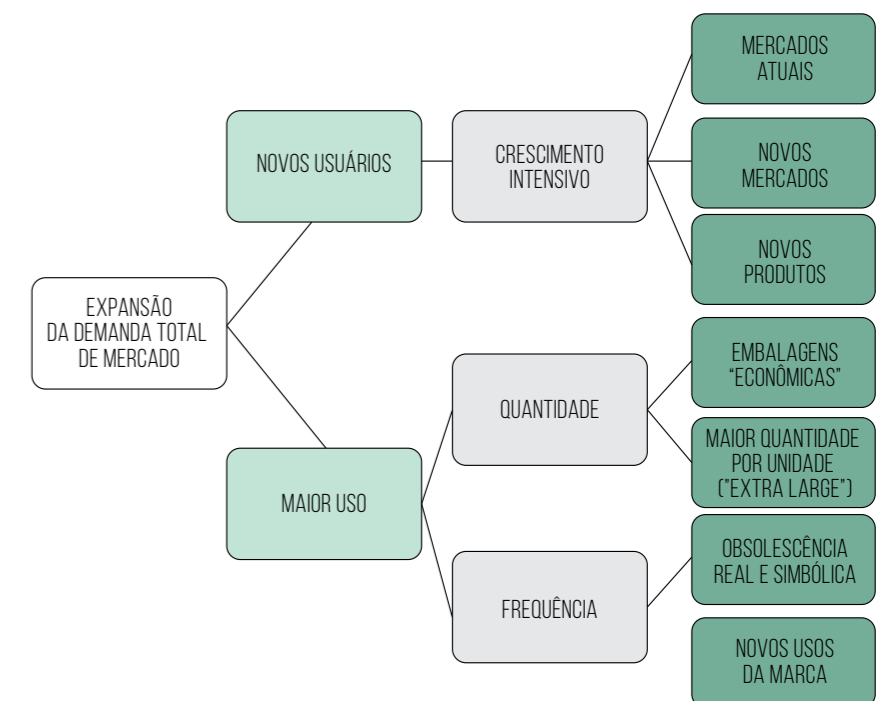 EXPANSÃO
DA DEMANDA TOTAL
DE MERCADO
NOVOS USUÁRIOS
CRESCIMENTO
INTENSIVO
MERCADOS
ATUAIS
NOVOS
MERCADOS
NOVOS
PRODUTOS
MAIOR USO
QUANTIDADE
EMBALAGENS
“ECONÔMICAS”
MAIOR QUANTIDADE
POR UNIDADE
("EXTRA LARGE")
FREQUÊNCIA
OBSOLESCÊNCIA
REAL E SIMBÓLICA
NOVOS USOS
DA MARCA